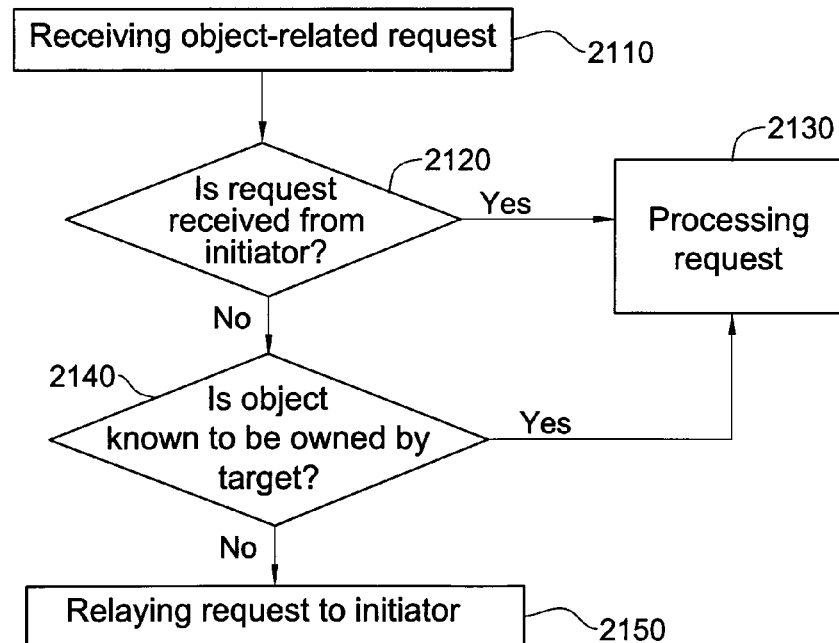 Receiving object-related request
2110
2120
Is request
received from
initiator?
Yes
2130
Processing
request
No
2140
Is object
known to be owned by
target?
Yes
No
Relaying request to initiator
2150